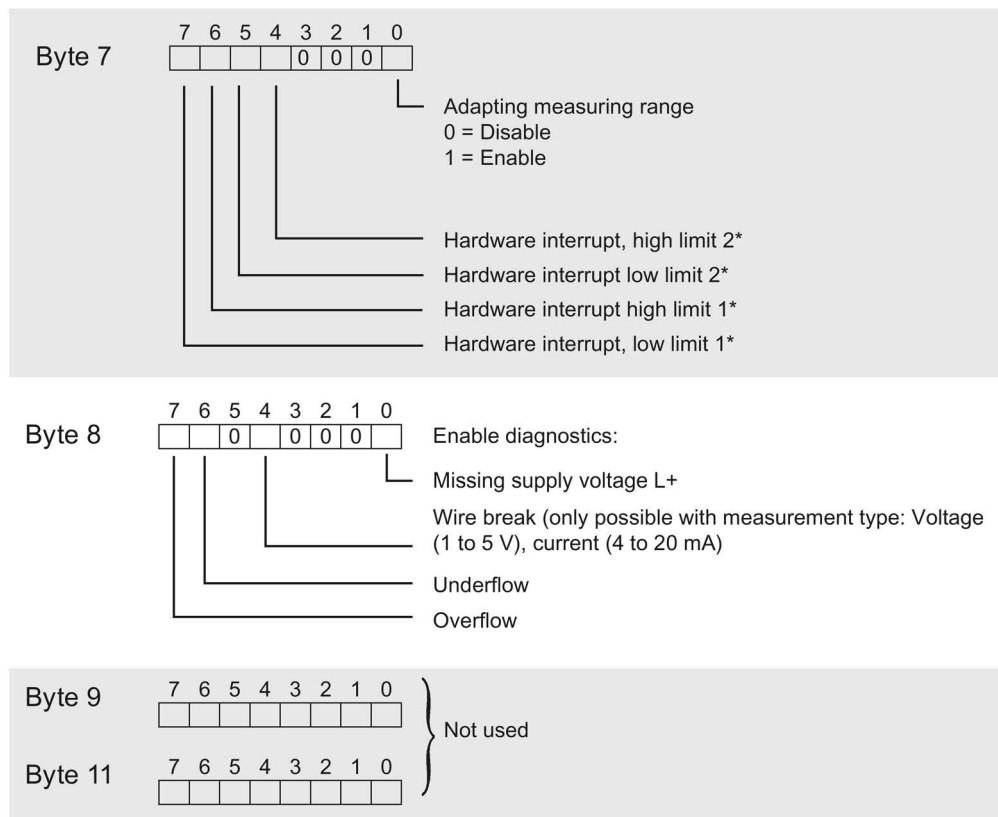 7 6 5 4 3 2 1 0
Byte 7
0 0 0
Adapting measuring range
0 = Disable
1 = Enable
Hardware interrupt, high limit 2*
Hardware interrupt low limit 2*
Hardware interrupt high limit 1*
Hardware interrupt, low limit 1*
7 6 5 4 3 2 1 0
Byte 8
0 0 0 0
Enable diagnostics:
Missing supply voltage L+
Wire break (only possible with measurement type: Voltage
(1 to 5 V), current (4 to 20 mA)
Underflow
Overflow
7 6 5 4 3 2 1 0
Byte 9
Not used
7 6 5 4 3 2 1 0
Byte 11